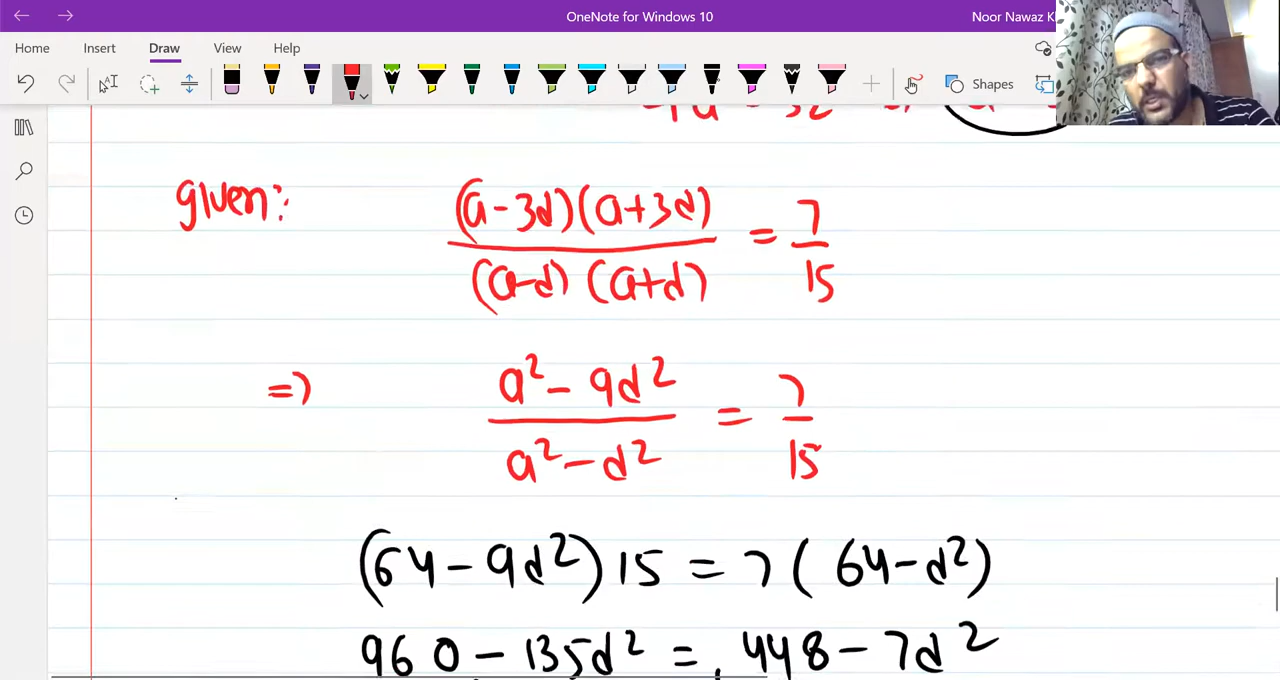 OneNote for Windows 10
Noor Nawaz K
Home Insert Draw View Help
Shapes
given:
(a-3d)(a+3d) / (a-d)(a+d) = 7/15
=> a² - 9d² / a² - d² = 7/15
(64 - 9d²) 15 = 7 ( 64 - d²)
960 - 135d² = 448 - 7d²